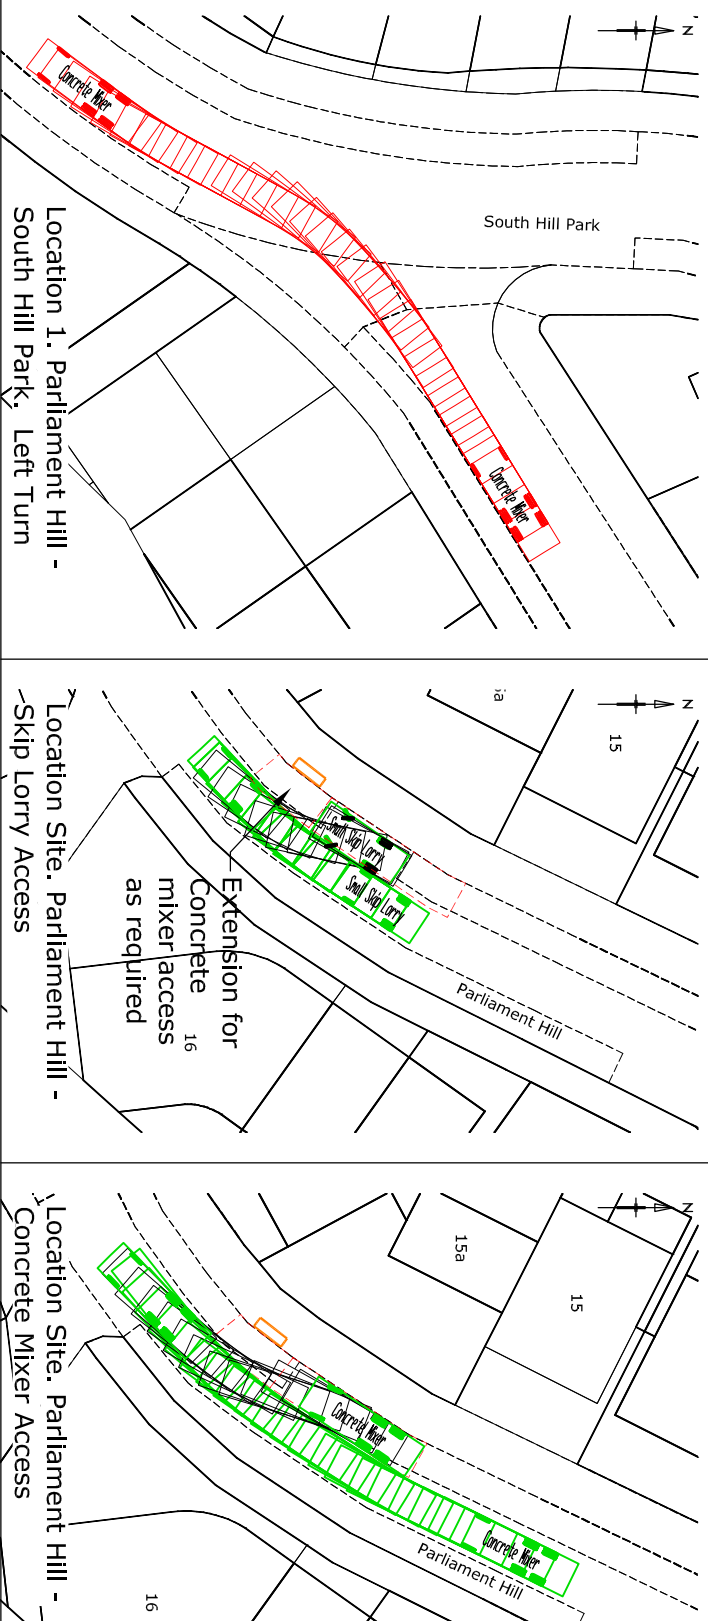 N
Concrete Mixer
South Hill Park
Concrete Mixer
Location 1. Parliament Hill -
South Hill Park.  Left Turn
N
15
Small Skip Lorry
Small Skip Lorry
Extension for
Concrete
mixer access
as required
16
Parliament Hill
Location Site. Parliament Hill -
Skip Lorry Access
N
15a
15
Concrete Mixer
Concrete Mixer
Parliament Hill
16
Location Site. Parliament Hill -
Concrete Mixer Access